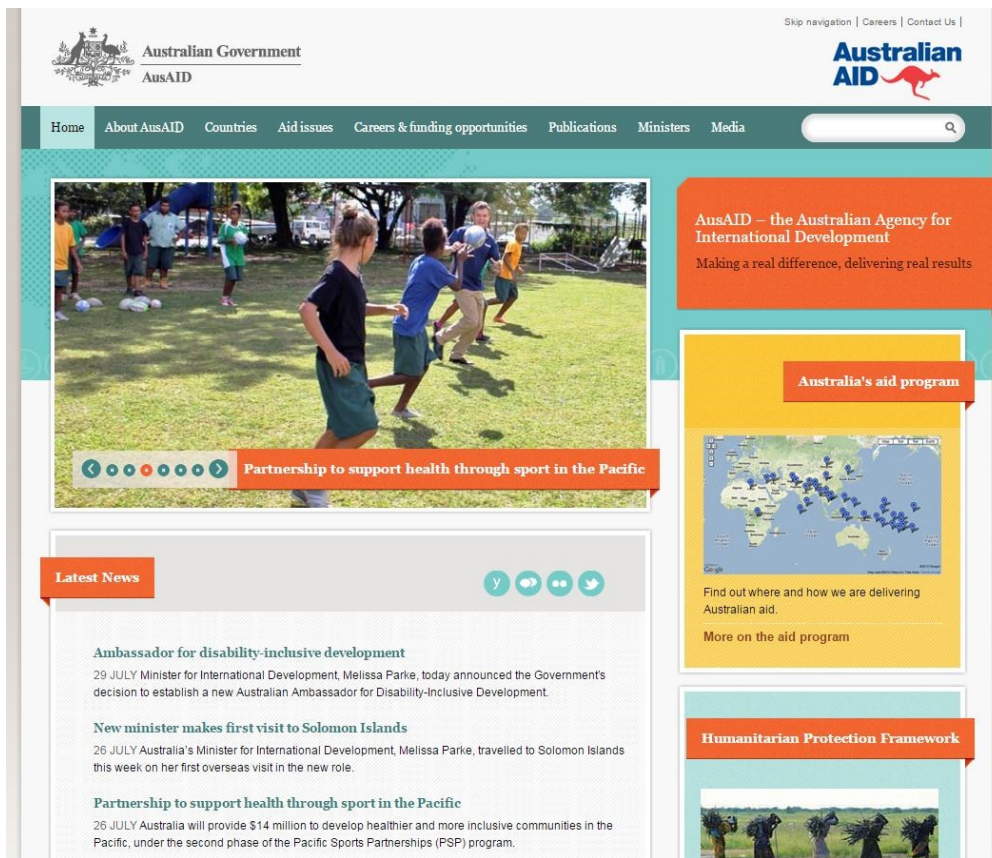 Skip navigation | Careers | Contact Us |
Australian Government
AusAID
Australian
AID
Home About AusAID Countries Aid issues Careers & funding opportunities Publications Ministers Media
AusAID – the Australian Agency for
International Development
Making a real difference, delivering real results
Australia's aid program
Partnership to support health through sport in the Pacific
Find out where and how we are delivering
Australian aid.
More on the aid program
Latest News
Ambassador for disability-inclusive development
29 JULY Minister for International Development, Melissa Parke, today announced the Government's
decision to establish a new Australian Ambassador for Disability-Inclusive Development.
New minister makes first visit to Solomon Islands
26 JULY Australia's Minister for International Development, Melissa Parke, travelled to Solomon Islands
this week on her first overseas visit in the new role.
Partnership to support health through sport in the Pacific
26 JULY Australia will provide $14 million to develop healthier and more inclusive communities in the
Pacific, under the second phase of the Pacific Sports Partnerships (PSP) program.
Humanitarian Protection Framework